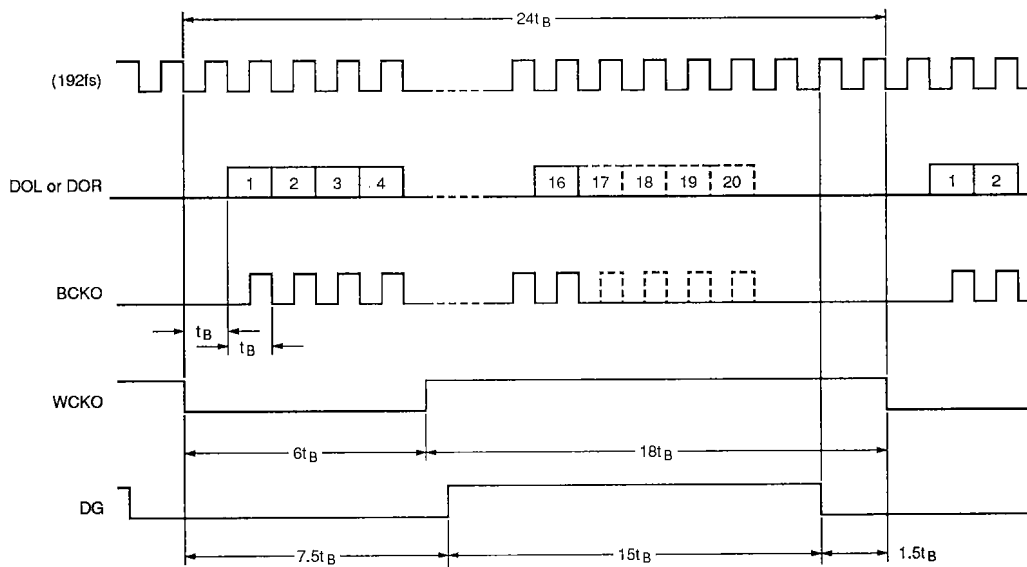 24tB
(192fs)
DOL or DOR
1 2 3 4 16 17 18 19 20 1 2
BCKO
tB
tB
WCKO
6tB 18tB
DG
7.5tB 15tB 1.5tB